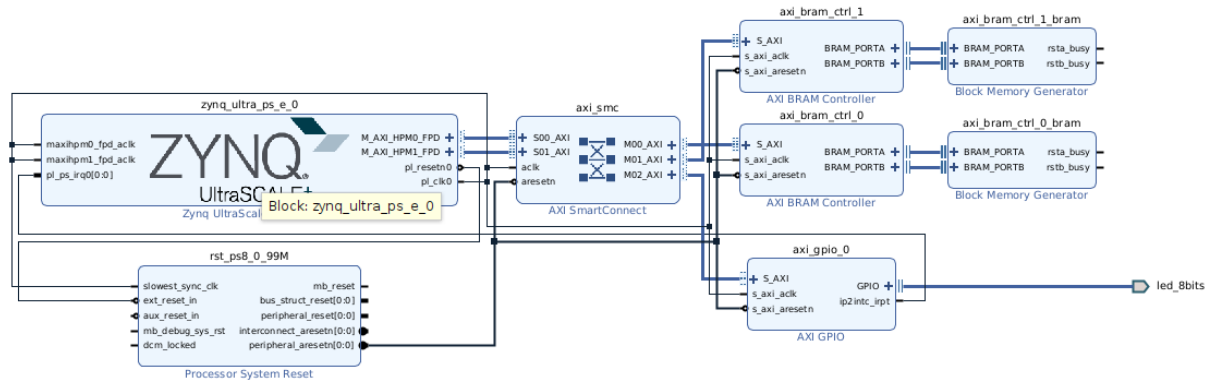 zynq_ultra_ps_e_0
maxihpm0_fpd_aclk
maxihpm1_fpd_aclk
pl_ps_irq0[0:0]
ZYNQ
UltraSCALE+
M_AXI_HPM0_FPD
M_AXI_HPM1_FPD
pl_resetn0
pl_clk0
Zynq UltraScal
Block: zynq_ultra_ps_e_0
rst_ps8_0_99M
slowest_sync_clk
ext_reset_in
aux_reset_in
mb_debug_sys_rst
dcm_locked
mb_reset
bus_struct_reset[0:0]
peripheral_reset[0:0]
interconnect_aresetn[0:0]
peripheral_aresetn[0:0]
Processor System Reset
axi_smc
S00_AXI
S01_AXI
aclk
aresetn
M00_AXI
M01_AXI
M02_AXI
AXI SmartConnect
axi_bram_ctrl_1
S_AXI
s_axi_aclk
s_axi_aresetn
BRAM_PORTA
BRAM_PORTB
AXI BRAM Controller
axi_bram_ctrl_1_bram
BRAM_PORTA
BRAM_PORTB
rsta_busy
rstb_busy
Block Memory Generator
axi_bram_ctrl_0
S_AXI
s_axi_aclk
s_axi_aresetn
BRAM_PORTA
BRAM_PORTB
AXI BRAM Controller
axi_bram_ctrl_0_bram
BRAM_PORTA
BRAM_PORTB
rsta_busy
rstb_busy
Block Memory Generator
axi_gpio_0
S_AXI
s_axi_aclk
s_axi_aresetn
GPIO
ip2intc_irpt
AXI GPIO
led_8bits